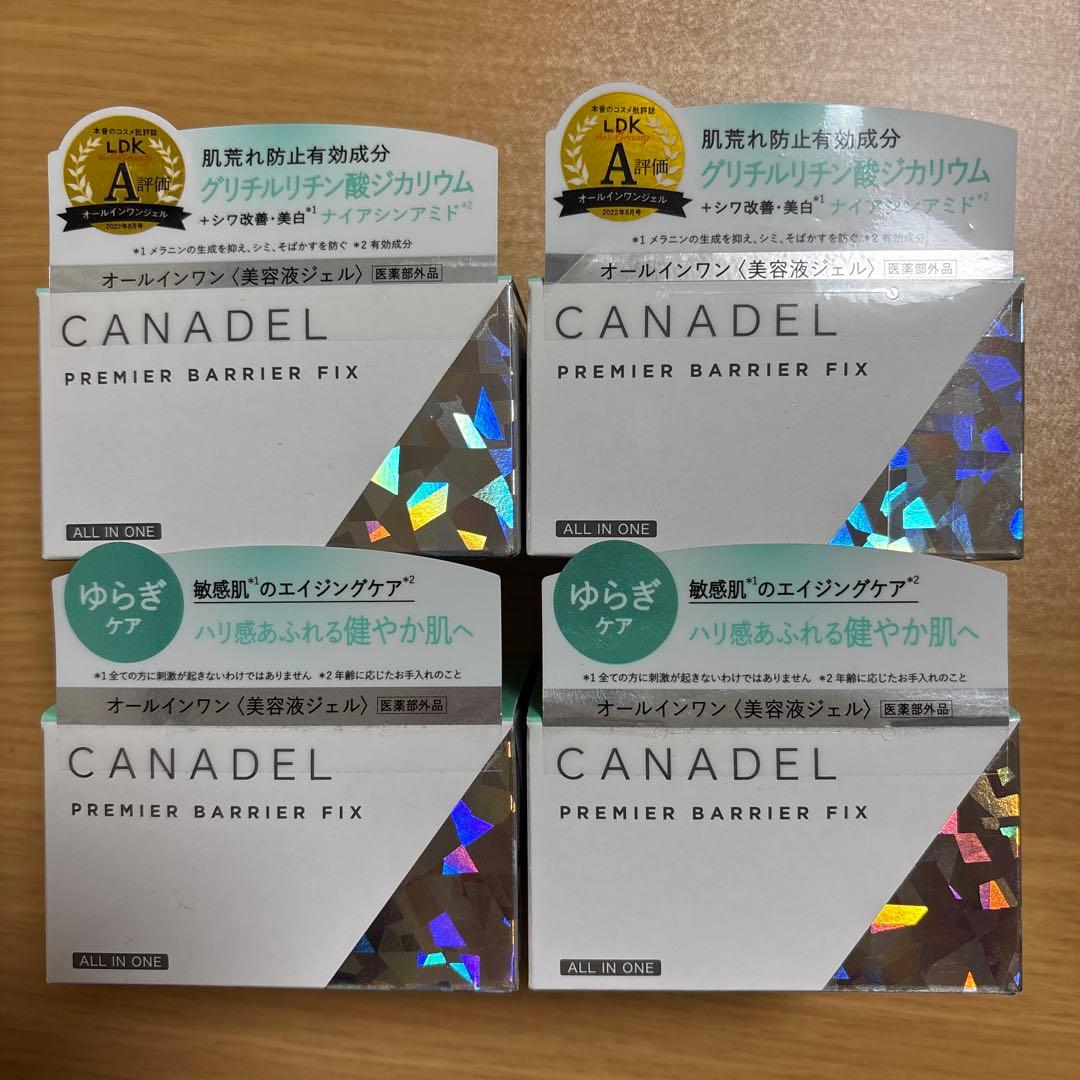 本音のコスメ批評誌
LDK
the Beauty
A評価
オールインワンジェル
2022年8月号
肌荒れ防止有効成分
グリチルリチン酸ジカリウム
+シワ改善・美白*1 ナイアシンアミド*2
*1 メラニンの生成を抑え、シミ、そばかすを防ぐ *2 有効成分
オールインワン〈美容液ジェル〉 医薬部外品
CANADEL
PREMIER BARRIER FIX
ALL IN ONE
本音のコスメ批評誌
LDK
the Beauty
A評価
オールインワンジェル
2022年8月号
肌荒れ防止有効成分
グリチルリチン酸ジカリウム
+シワ改善・美白*1 ナイアシンアミド*2
*1 メラニンの生成を抑え、シミ、そばかすを防ぐ *2 有効成分
オールインワン〈美容液ジェル〉 医薬部外品
CANADEL
PREMIER BARRIER FIX
ALL IN ONE
ゆらぎ
ケア
敏感肌*1のエイジングケア*2
ハリ感あふれる健やか肌へ
*1 全ての方に刺激が起きないわけではありません *2 年齢に応じたお手入れのこと
オールインワン〈美容液ジェル〉 医薬部外品
CANADEL
PREMIER BARRIER FIX
ALL IN ONE
ゆらぎ
ケア
敏感肌*1のエイジングケア*2
ハリ感あふれる健やか肌へ
*1 全ての方に刺激が起きないわけではありません *2 年齢に応じたお手入れのこと
オールインワン〈美容液ジェル〉 医薬部外品
CANADEL
PREMIER BARRIER FIX
ALL IN ONE